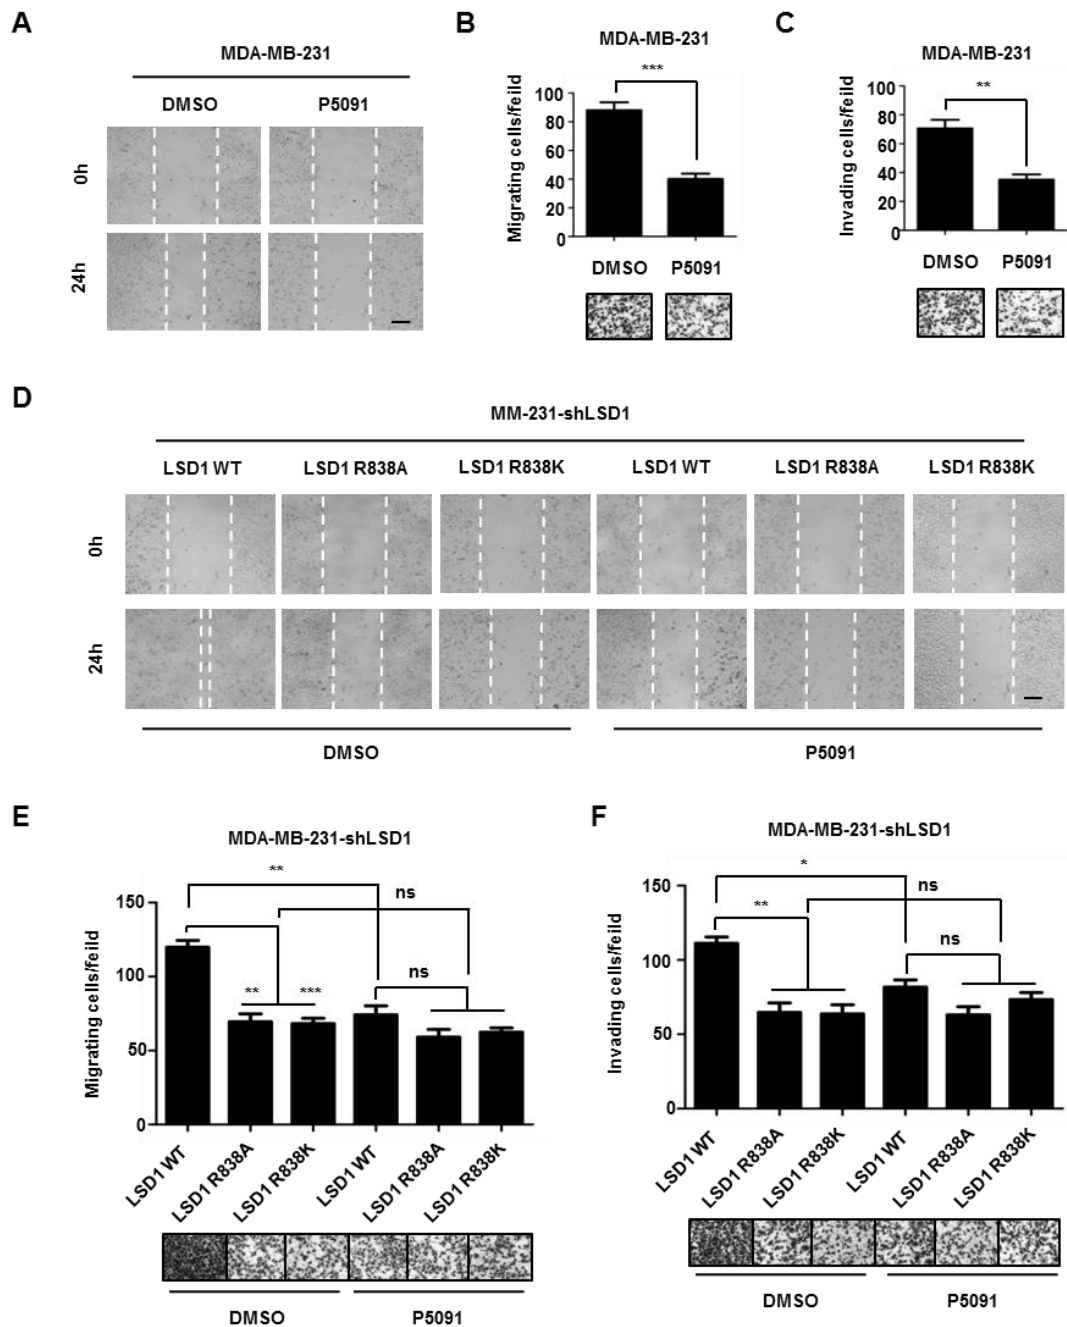 A
MDA-MB-231
DMSO P5091
0h
24h
B
MDA-MB-231
***
Migrating cells/feild
100
80
60
40
20
0
DMSO P5091
C
MDA-MB-231
**
Invading cells/feild
100
80
60
40
20
0
DMSO P5091
D
MM-231-shLSD1
LSD1 WT LSD1 R838A LSD1 R838K LSD1 WT LSD1 R838A LSD1 R838K
0h
24h
DMSO P5091
E
MDA-MB-231-shLSD1
**
ns
** *** ns
Migrating cells/feild
150
100
50
0
LSD1 WT LSD1 R838A LSD1 R838K LSD1 WT LSD1 R838A LSD1 R838K
DMSO P5091
F
MDA-MB-231-shLSD1
*
ns
** ns
Invading cells/feild
150
100
50
0
LSD1 WT LSD1 R838A LSD1 R838K LSD1 WT LSD1 R838A LSD1 R838K
DMSO P5091